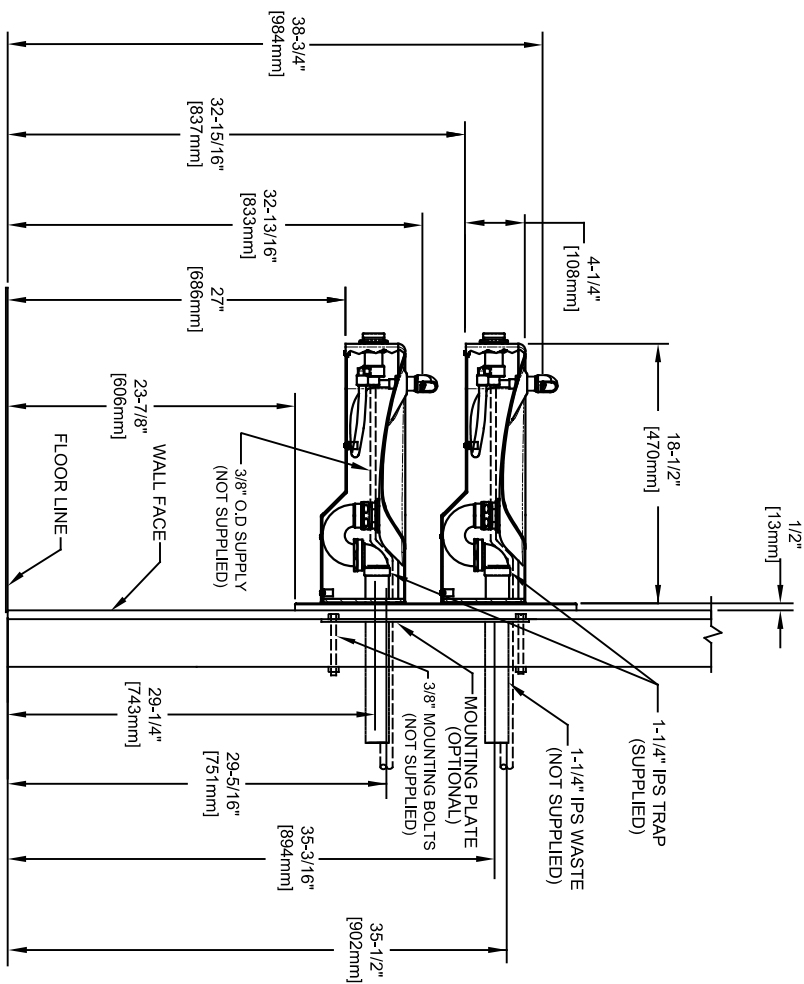 38-3/4"
[984mm]
32-15/16"
[837mm]
32-13/16"
[833mm]
27"
[686mm]
23-7/8"
[606mm]
4-1/4"
[108mm]
18-1/2"
[470mm]
1/2"
[13mm]
FLOOR LINE
WALL FACE
3/8" O.D SUPPLY
(NOT SUPPLIED)
1-1/4" IPS TRAP
(SUPPLIED)
1-1/4" IPS WASTE
(NOT SUPPLIED)
MOUNTING PLATE
(OPTIONAL)
3/8" MOUNTING BOLTS
(NOT SUPPLIED)
29-1/4"
[743mm]
29-5/16"
[751mm]
35-3/16"
[894mm]
35-1/2"
[902mm]